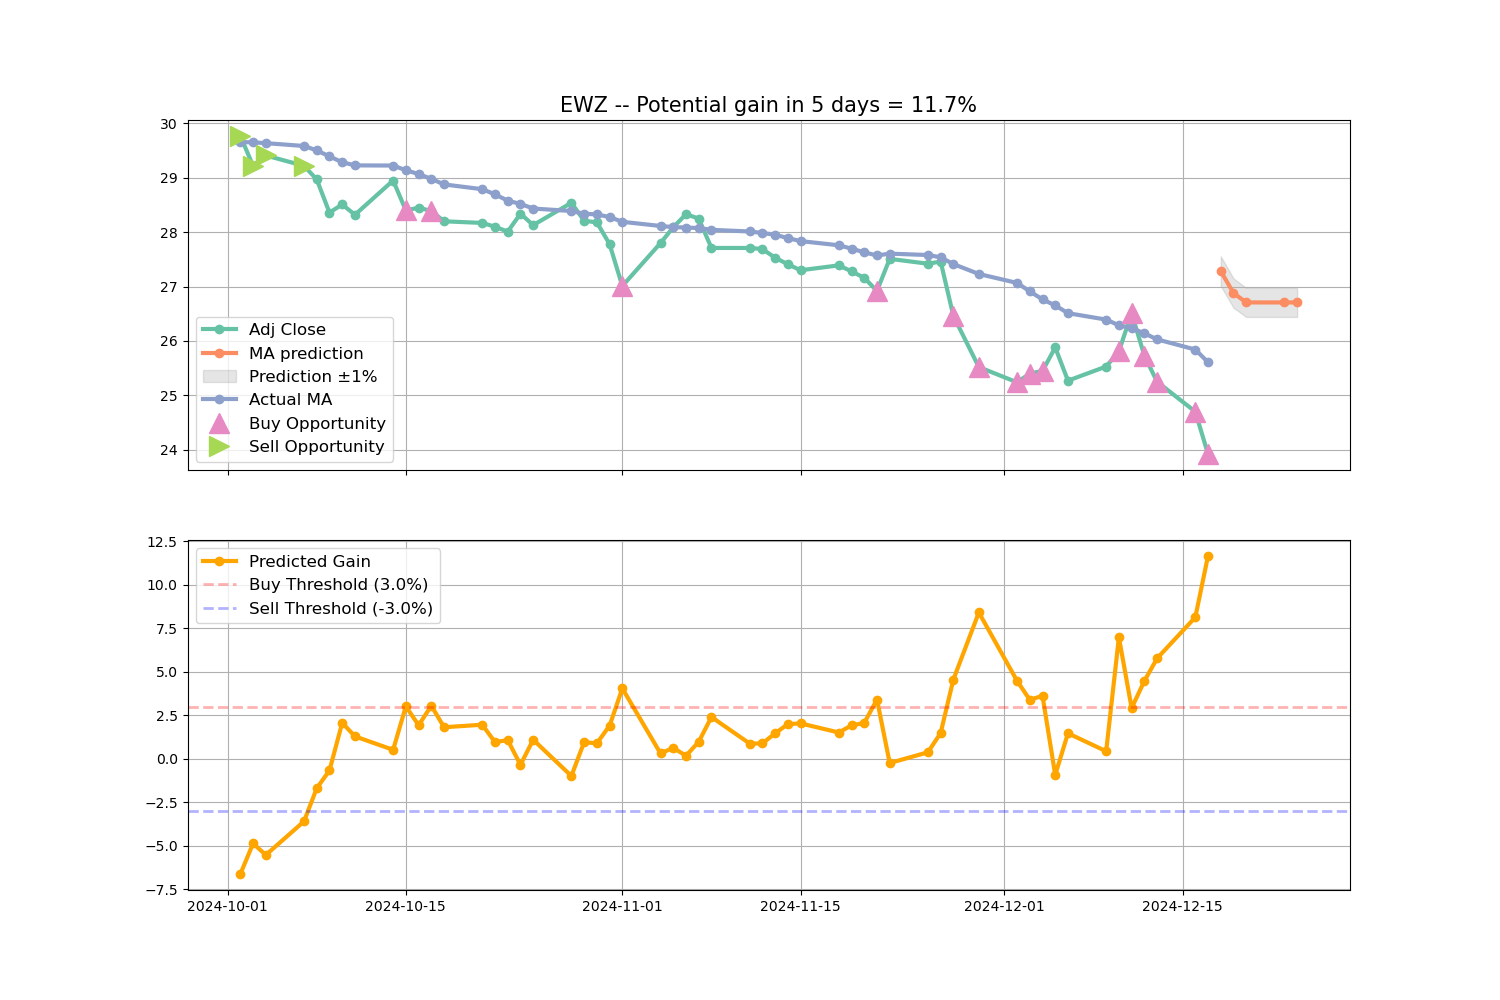 EWZ -- Potential gain in 5 days = 11.7%
30
29
28
27
26
25
24
Adj Close
MA prediction
Prediction ±1%
Actual MA
Buy Opportunity
Sell Opportunity
12.5
10.0
7.5
5.0
2.5
0.0
−2.5
−5.0
−7.5
Predicted Gain
Buy Threshold (3.0%)
Sell Threshold (-3.0%)
2024-10-01 2024-10-15 2024-11-01 2024-11-15 2024-12-01 2024-12-15